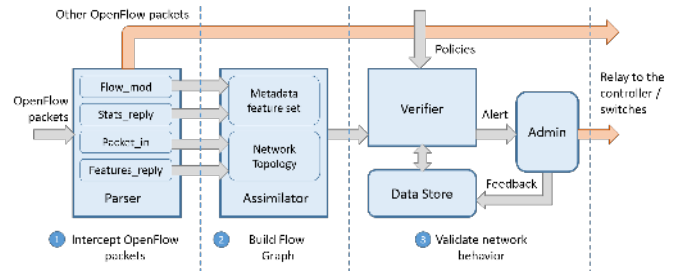 Other OpenFlow packets
Policies
OpenFlow
packets
Flow_mod
Stats_reply
Packet_in
Features_reply
Parser
Metadata
feature set
Network
Topology
Assimilator
Verifier
Data Store
Alert
Admin
Feedback
Relay to the
controller /
switches
1 Intercept OpenFlow
packets
2 Build Flow
Graph
3 Validate network
behavior